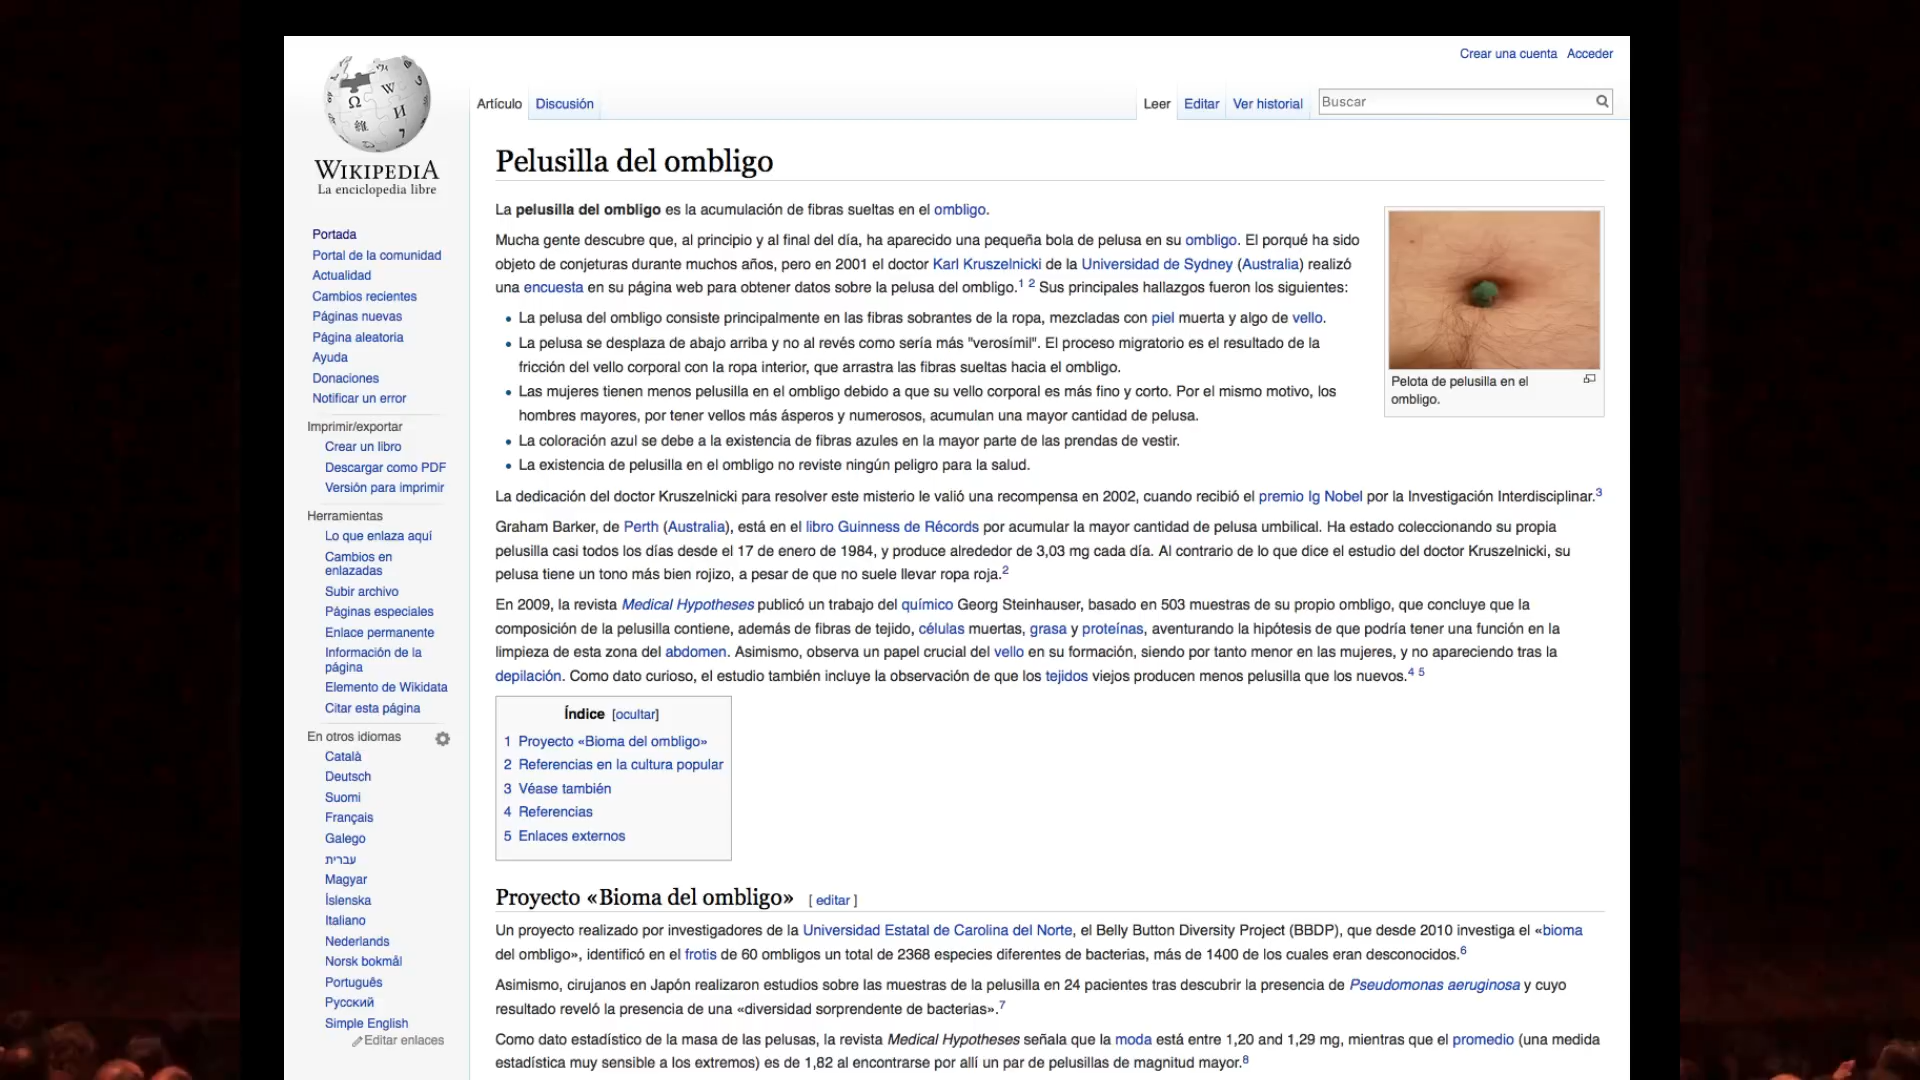 Crear una cuenta Acceder
WIKIPEDIA
La enciclopedia libre
Artículo Discusión Leer Editar Ver historial Buscar
Portada
Portal de la comunidad
Actualidad
Cambios recientes
Páginas nuevas
Página aleatoria
Ayuda
Donaciones
Notificar un error
Imprimir/exportar
Crear un libro
Descargar como PDF
Versión para imprimir
Herramientas
Lo que enlaza aquí
Cambios en
enlazadas
Subir archivo
Páginas especiales
Enlace permanente
Información de la
página
Elemento de Wikidata
Citar esta página
En otros idiomas
Català
Deutsch
Suomi
Français
Galego
עברית
Magyar
Íslenska
Italiano
Nederlands
Norsk bokmål
Português
Русский
Simple English
Editar enlaces
Pelusilla del ombligo
La pelusilla del ombligo es la acumulación de fibras sueltas en el ombligo.
Mucha gente descubre que, al principio y al final del día, ha aparecido una pequeña bola de pelusa en su ombligo. El porqué ha sido
objeto de conjeturas durante muchos años, pero en 2001 el doctor Karl Kruszelnicki de la Universidad de Sydney (Australia) realizó
una encuesta en su página web para obtener datos sobre la pelusa del ombligo.1 2 Sus principales hallazgos fueron los siguientes:
• La pelusa del ombligo consiste principalmente en las fibras sobrantes de la ropa, mezcladas con piel muerta y algo de vello.
• La pelusa se desplaza de abajo arriba y no al revés como sería más "verosímil". El proceso migratorio es el resultado de la
fricción del vello corporal con la ropa interior, que arrastra las fibras sueltas hacia el ombligo.
• Las mujeres tienen menos pelusilla en el ombligo debido a que su vello corporal es más fino y corto. Por el mismo motivo, los
hombres mayores, por tener vellos más ásperos y numerosos, acumulan una mayor cantidad de pelusa.
• La coloración azul se debe a la existencia de fibras azules en la mayor parte de las prendas de vestir.
• La existencia de pelusilla en el ombligo no reviste ningún peligro para la salud.
Pelota de pelusilla en el
ombligo.
La dedicación del doctor Kruszelnicki para resolver este misterio le valió una recompensa en 2002, cuando recibió el premio Ig Nobel por la Investigación Interdisciplinar.3
Graham Barker, de Perth (Australia), está en el libro Guinness de Récords por acumular la mayor cantidad de pelusa umbilical. Ha estado coleccionando su propia
pelusilla casi todos los días desde el 17 de enero de 1984, y produce alrededor de 3,03 mg cada día. Al contrario de lo que dice el estudio del doctor Kruszelnicki, su
pelusa tiene un tono más bien rojizo, a pesar de que no suele llevar ropa roja.2
En 2009, la revista Medical Hypotheses publicó un trabajo del químico Georg Steinhauser, basado en 503 muestras de su propio ombligo, que concluye que la
composición de la pelusilla contiene, además de fibras de tejido, células muertas, grasa y proteínas, aventurando la hipótesis de que podría tener una función en la
limpieza de esta zona del abdomen. Asimismo, observa un papel crucial del vello en su formación, siendo por tanto menor en las mujeres, y no apareciendo tras la
depilación. Como dato curioso, el estudio también incluye la observación de que los tejidos viejos producen menos pelusilla que los nuevos.4 5
Índice [ocultar]
1 Proyecto «Bioma del ombligo»
2 Referencias en la cultura popular
3 Véase también
4 Referencias
5 Enlaces externos
Proyecto «Bioma del ombligo» [ editar ]
Un proyecto realizado por investigadores de la Universidad Estatal de Carolina del Norte, el Belly Button Diversity Project (BBDP), que desde 2010 investiga el «bioma
del ombligo», identificó en el frotis de 60 ombligos un total de 2368 especies diferentes de bacterias, más de 1400 de los cuales eran desconocidos.6
Asimismo, cirujanos en Japón realizaron estudios sobre las muestras de la pelusilla en 24 pacientes tras descubrir la presencia de Pseudomonas aeruginosa y cuyo
resultado reveló la presencia de una «diversidad sorprendente de bacterias».7
Como dato estadístico de la masa de las pelusas, la revista Medical Hypotheses señala que la moda está entre 1,20 and 1,29 mg, mientras que el promedio (una medida
estadística muy sensible a los extremos) es de 1,82 al encontrarse por allí un par de pelusillas de magnitud mayor.8